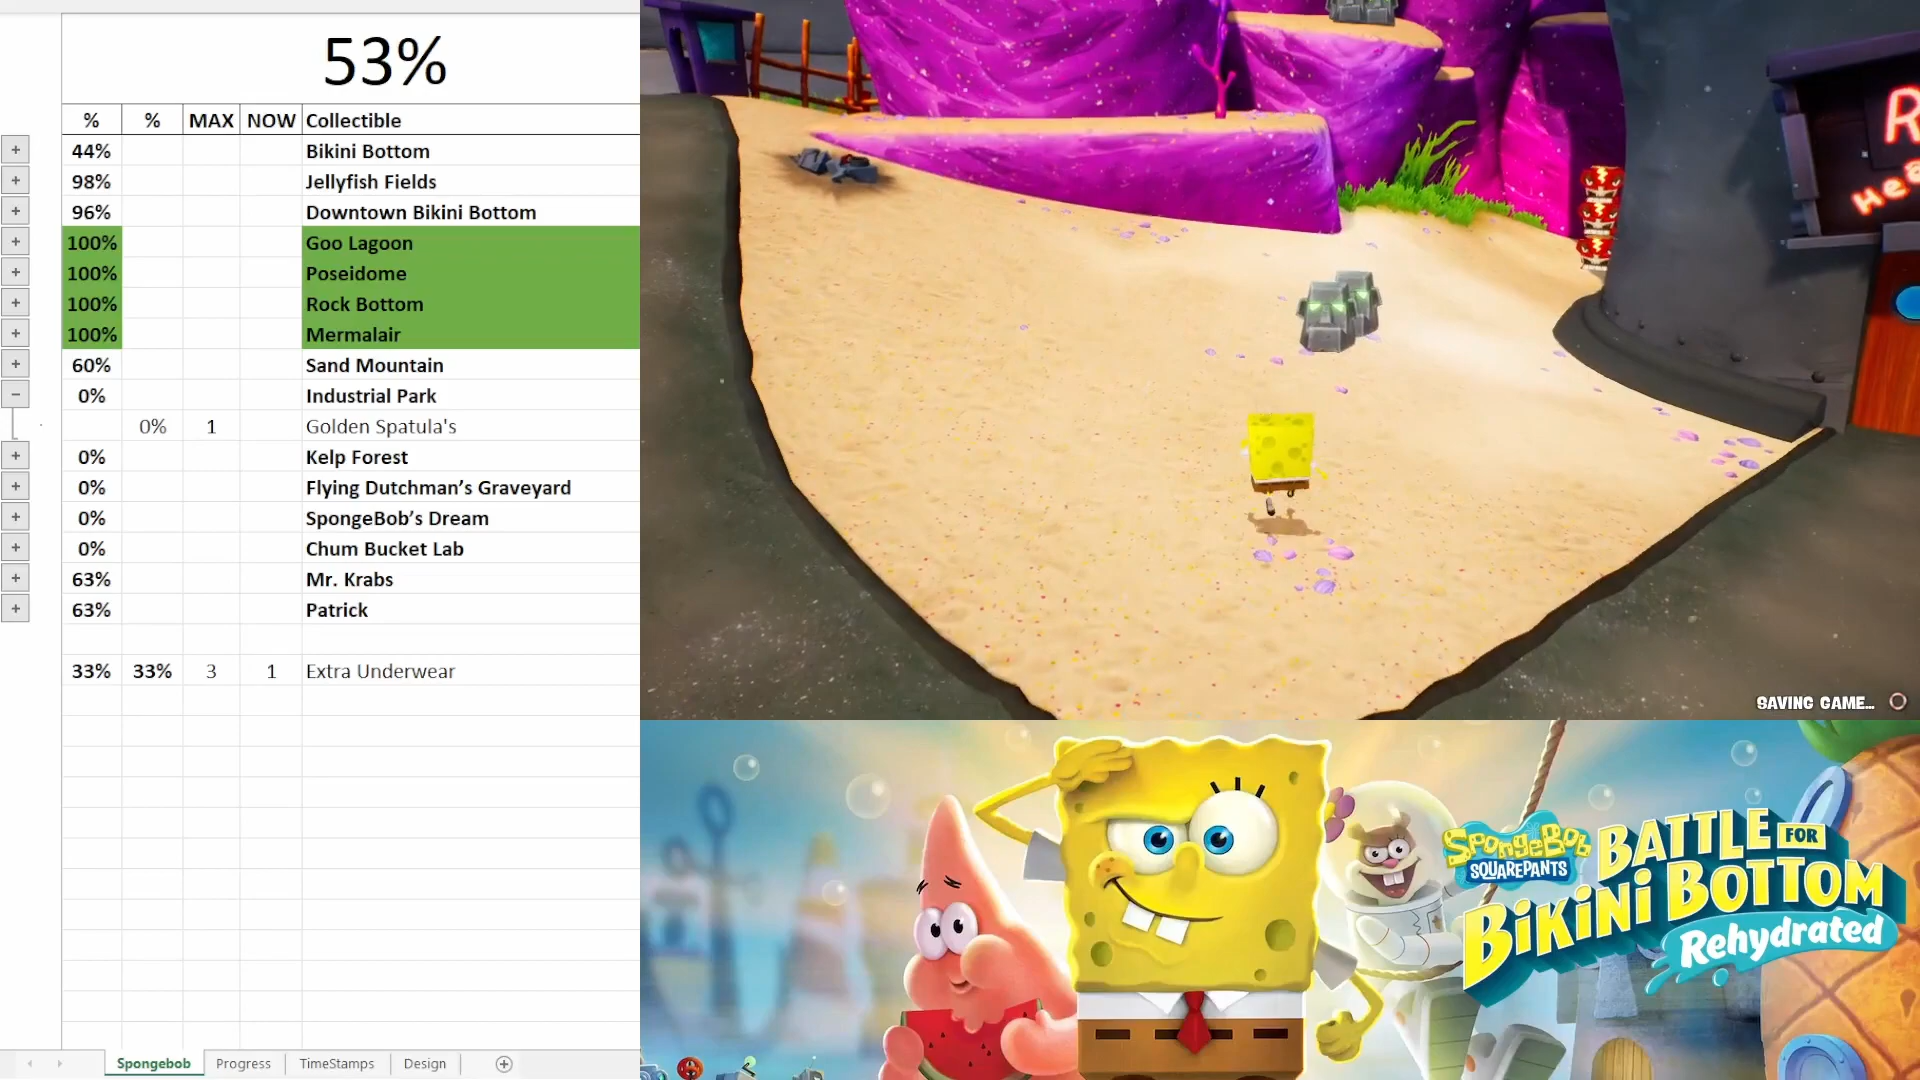 53%
% % MAX NOW Collectible
44% Bikini Bottom
98% Jellyfish Fields
96% Downtown Bikini Bottom
100% Goo Lagoon
100% Poseidome
100% Rock Bottom
100% Mermalair
60% Sand Mountain
0% Industrial Park
0% 1 Golden Spatula's
0% Kelp Forest
0% Flying Dutchman’s Graveyard
0% SpongeBob’s Dream
0% Chum Bucket Lab
63% Mr. Krabs
63% Patrick
33% 33% 3 1 Extra Underwear
Spongebob Progress TimeStamps Design
SAVING GAME...
SpongeBob
SQUAREPANTS
BATTLE FOR
BIKINI BOTTOM
Rehydrated